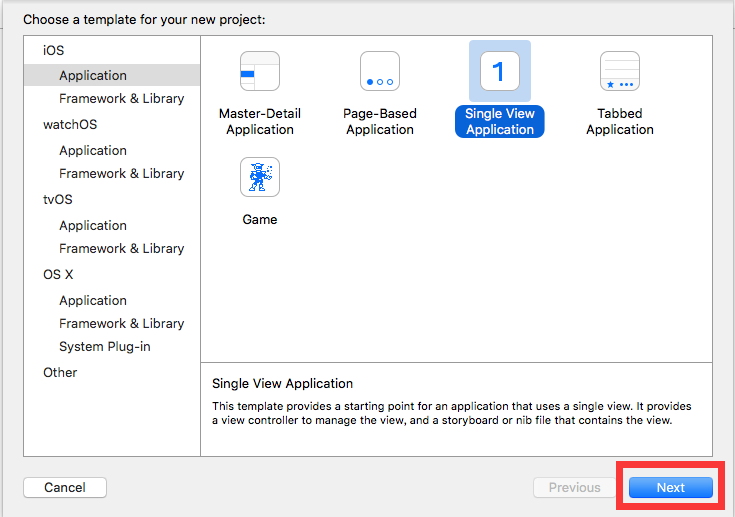 Choose a template for your new project:
iOS
Application
Framework & Library
watchOS
Application
Framework & Library
tvOS
Application
Framework & Library
OS X
Application
Framework & Library
System Plug-in
Other
Master-Detail
Application
Page-Based
Application
1
Single View
Application
Tabbed
Application
Game
Single View Application
This template provides a starting point for an application that uses a single view. It provides
a view controller to manage the view, and a storyboard or nib file that contains the view.
Cancel
Previous
Next